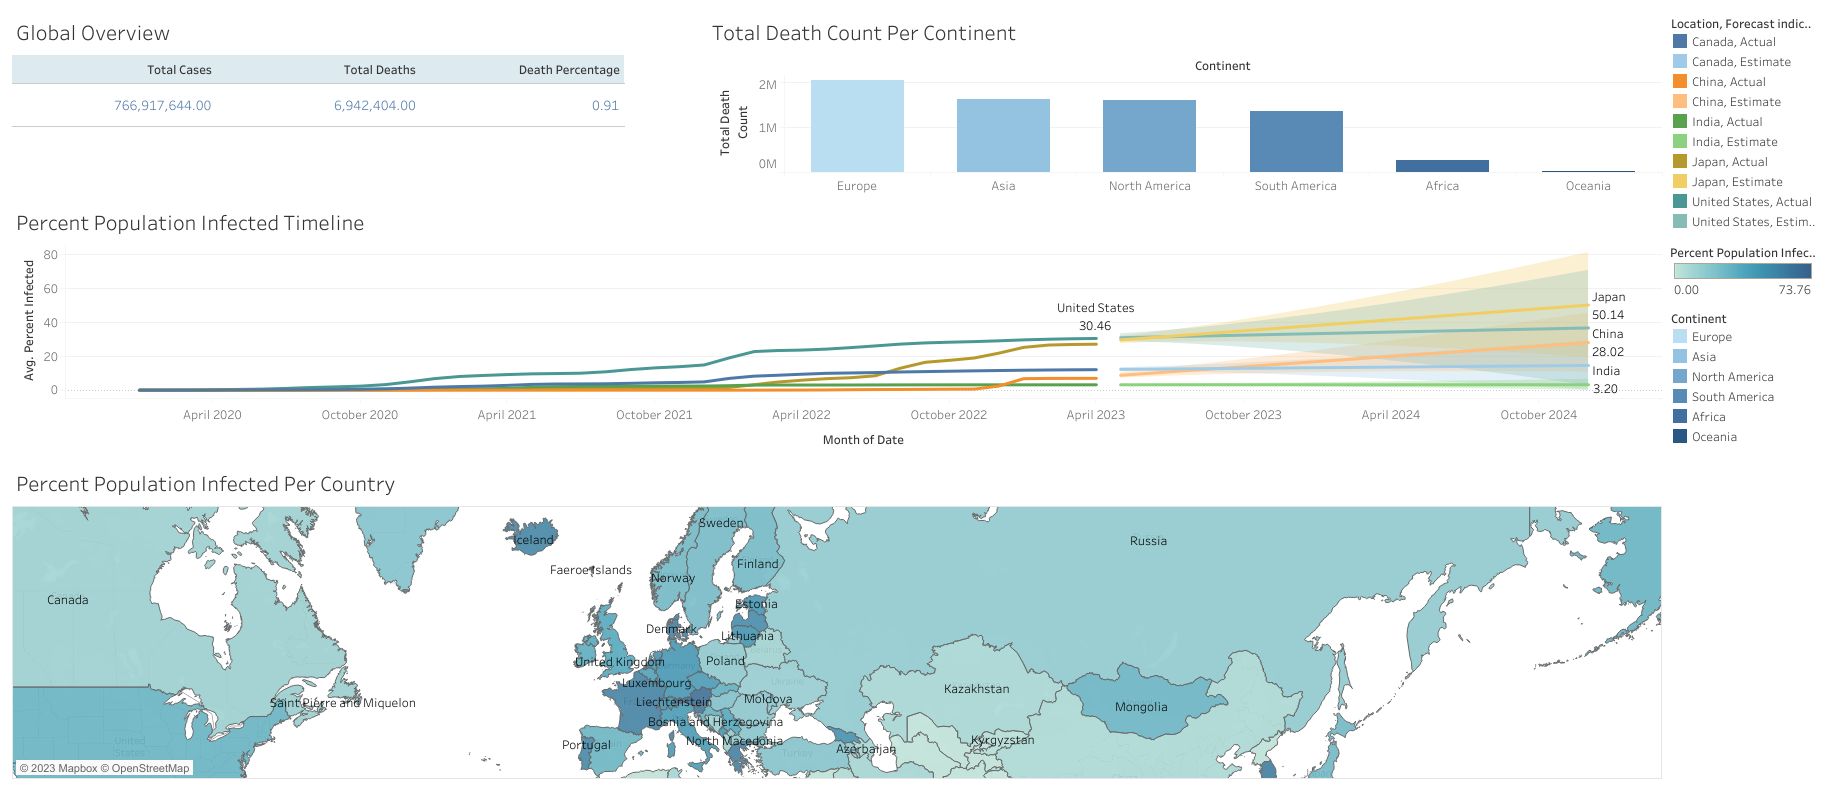 Global Overview
Total Cases
Total Deaths
Death Percentage
766,917,644.00
6,942,404.00
0.91
Total Death Count Per Continent
Continent
Total Death
Count
2M
1M
0M
Europe
Asia
North America
South America
Africa
Oceania
Location, Forecast indic..
Canada, Actual
Canada, Estimate
China, Actual
China, Estimate
India, Actual
India, Estimate
Japan, Actual
Japan, Estimate
United States, Actual
United States, Estim..
Percent Population Infec..
0.00
73.76
Continent
Europe
Asia
North America
South America
Africa
Oceania
Percent Population Infected Timeline
Avg. Percent Infected
80
60
40
20
0
United States
30.46
Japan
50.14
China
28.02
India
3.20
April 2020
October 2020
April 2021
October 2021
April 2022
October 2022
April 2023
October 2023
April 2024
October 2024
Month of Date
Percent Population Infected Per Country
Sweden
Iceland
Russia
Finland
Faeroe Islands
Norway
Canada
Estonia
Denmark
Lithuania
United Kingdom
Poland
Ukraine
Luxembourg
Kazakhstan
Saint Pierre and Miquelon
Liechtenstein
Moldova
Mongolia
Bosnia and Herzegovina
United
States
North Macedonia
Kyrgyzstan
Portugal
Azerbaijan
Turkey
© 2023 Mapbox © OpenStreetMap